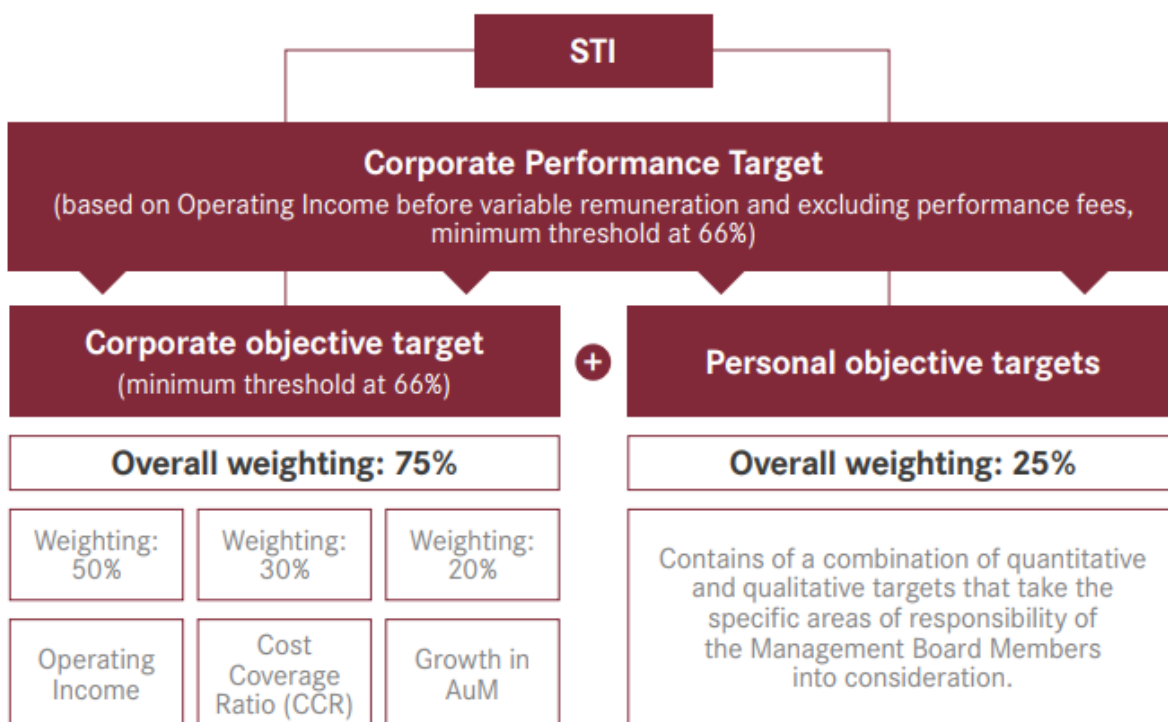 STI
Corporate Performance Target
(based on Operating Income before variable remuneration and excluding performance fees,
minimum threshold at 66%)
Corporate objective target
(minimum threshold at 66%)
+
Personal objective targets
Overall weighting: 75%
Overall weighting: 25%
Weighting:
50%
Weighting:
30%
Weighting:
20%
Operating
Income
Cost
Coverage
Ratio (CCR)
Growth in
AuM
Contains of a combination of quantitative
and qualitative targets that take the
specific areas of responsibility of
the Management Board Members
into consideration.